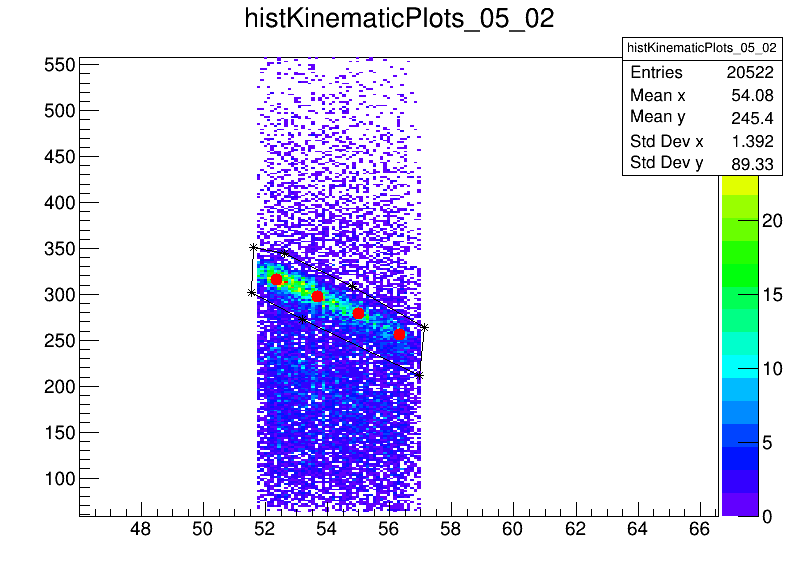 histKinematicPlots_05_02
histKinematicPlots_05_02
Entries 20522
Mean x 54.08
Mean y 245.4
Std Dev x 1.392
Std Dev y 89.33
550
500
450
400
350
300
250
200
150
100
20
15
10
5
0
48 50 52 54 56 58 60 62 64 66